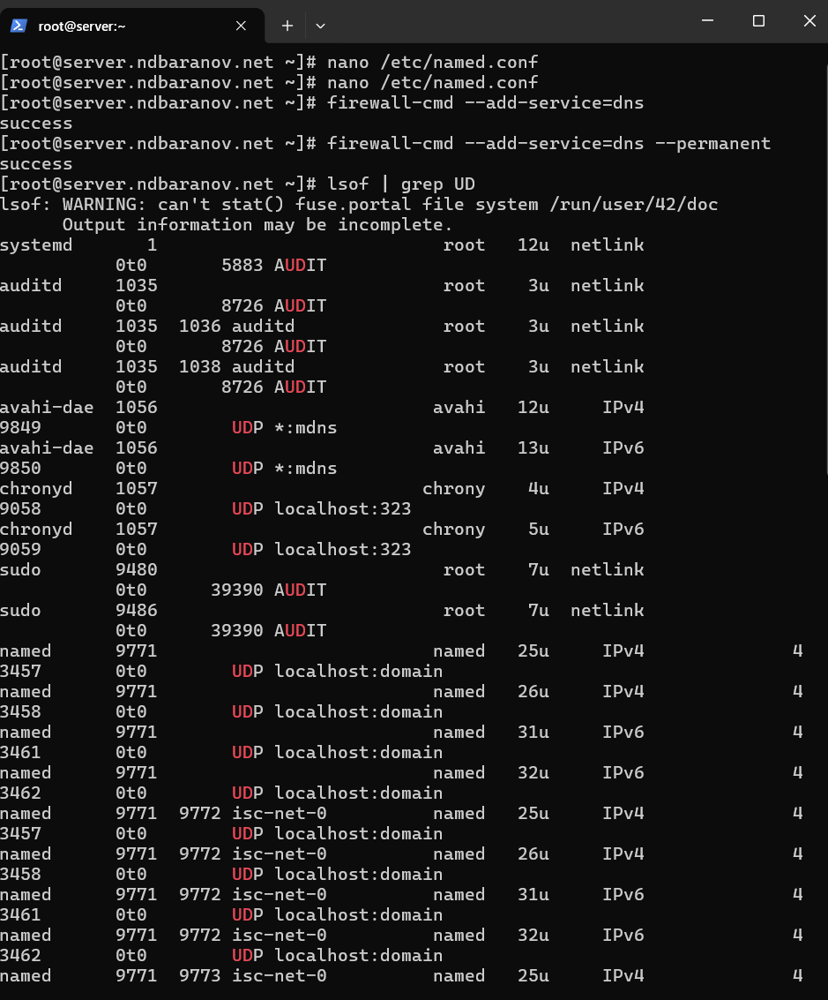 root@server:~
[root@server.ndbaranov.net ~]# nano /etc/named.conf
[root@server.ndbaranov.net ~]# nano /etc/named.conf
[root@server.ndbaranov.net ~]# firewall-cmd --add-service=dns
success
[root@server.ndbaranov.net ~]# firewall-cmd --add-service=dns --permanent
success
[root@server.ndbaranov.net ~]# lsof | grep UD
lsof: WARNING: can't stat() fuse.portal file system /run/user/42/doc
      Output information may be incomplete.
systemd       1                           root   12u  netlink
           0t0       5883 AUDIT
auditd     1035                           root    3u  netlink
           0t0       8726 AUDIT
auditd     1035  1036 auditd              root    3u  netlink
           0t0       8726 AUDIT
auditd     1035  1038 auditd              root    3u  netlink
           0t0       8726 AUDIT
avahi-dae  1056                          avahi   12u     IPv4
9849       0t0        UDP *:mdns
avahi-dae  1056                          avahi   13u     IPv6
9850       0t0        UDP *:mdns
chronyd    1057                         chrony    4u     IPv4
9058       0t0        UDP localhost:323
chronyd    1057                         chrony    5u     IPv6
9059       0t0        UDP localhost:323
sudo       9480                           root    7u  netlink
           0t0      39390 AUDIT
sudo       9486                           root    7u  netlink
           0t0      39390 AUDIT
named      9771                          named   25u     IPv4              4
3457       0t0        UDP localhost:domain
named      9771                          named   26u     IPv4              4
3458       0t0        UDP localhost:domain
named      9771                          named   31u     IPv6              4
3461       0t0        UDP localhost:domain
named      9771                          named   32u     IPv6              4
3462       0t0        UDP localhost:domain
named      9771  9772 isc-net-0          named   25u     IPv4              4
3457       0t0        UDP localhost:domain
named      9771  9772 isc-net-0          named   26u     IPv4              4
3458       0t0        UDP localhost:domain
named      9771  9772 isc-net-0          named   31u     IPv6              4
3461       0t0        UDP localhost:domain
named      9771  9772 isc-net-0          named   32u     IPv6              4
3462       0t0        UDP localhost:domain
named      9771  9773 isc-net-0          named   25u     IPv4              4